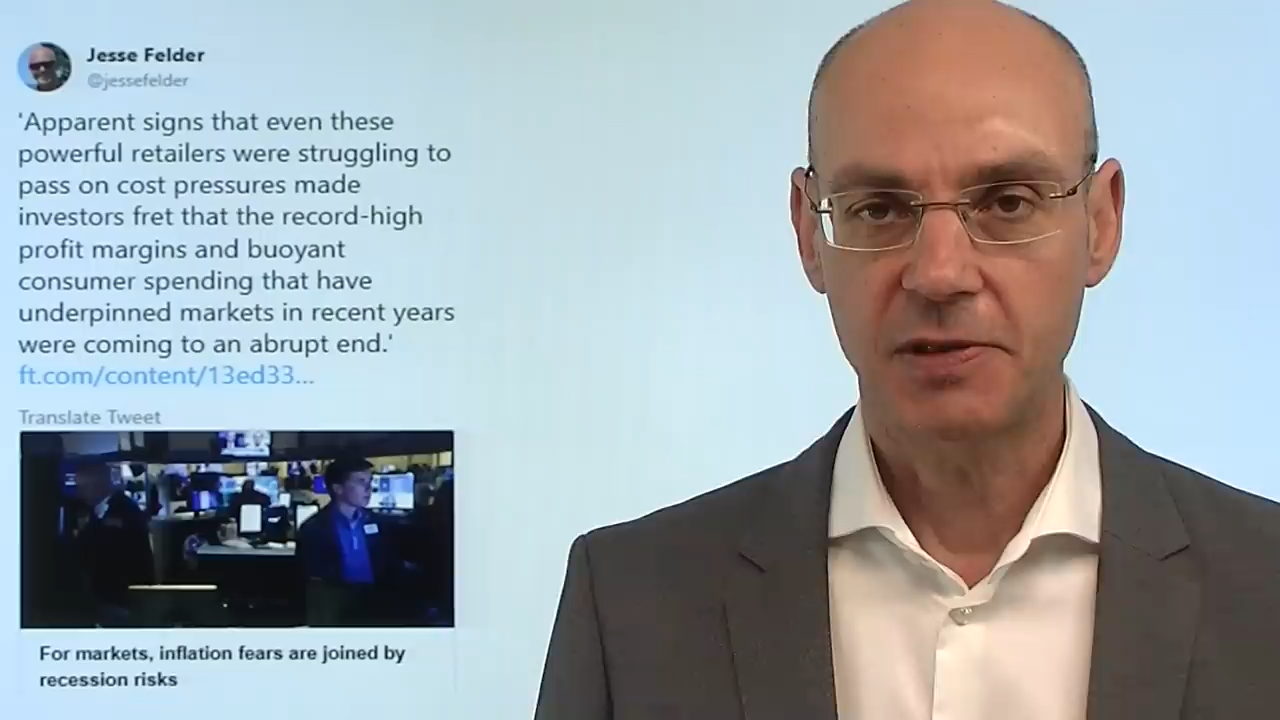 Jesse Felder
@jessefelder
'Apparent signs that even these
powerful retailers were struggling to
pass on cost pressures made
investors fret that the record-high
profit margins and buoyant
consumer spending that have
underpinned markets in recent years
were coming to an abrupt end.'
ft.com/content/13ed33...
Translate Tweet
For markets, inflation fears are joined by
recession risks